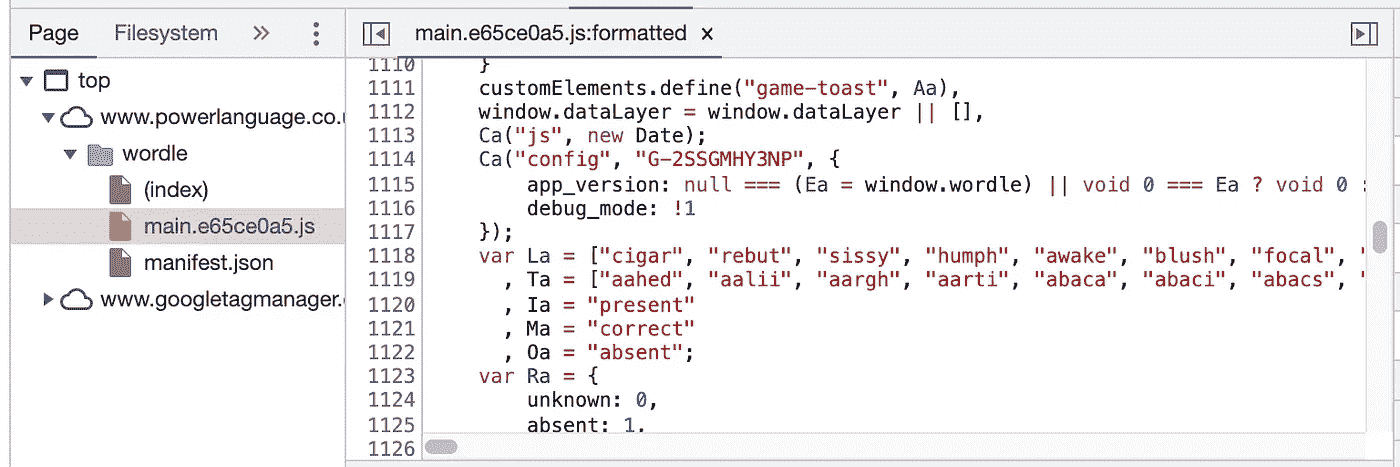 Page Filesystem »
main.e65ce0a5.js:formatted ×
top
www.powerlanguage.co.u
wordle
(index)
main.e65ce0a5.js
manifest.json
www.googletagmanager.
1110 }
1111 customElements.define("game-toast", Aa),
1112 window.dataLayer = window.dataLayer || [],
1113 Ca("js", new Date);
1114 Ca("config", "G-2SSGMHY3NP", {
1115 app_version: null === (Ea = window.wordle) || void 0 === Ea ? void 0 :
1116 debug_mode: !1
1117 });
1118 var La = ["cigar", "rebut", "sissy", "humph", "awake", "blush", "focal", "
1119 , Ta = ["aahed", "aalii", "aargh", "aarti", "abaca", "abaci", "abacs", "
1120 , Ia = "present"
1121 , Ma = "correct"
1122 , Oa = "absent";
1123 var Ra = {
1124 unknown: 0,
1125 absent: 1,
1126